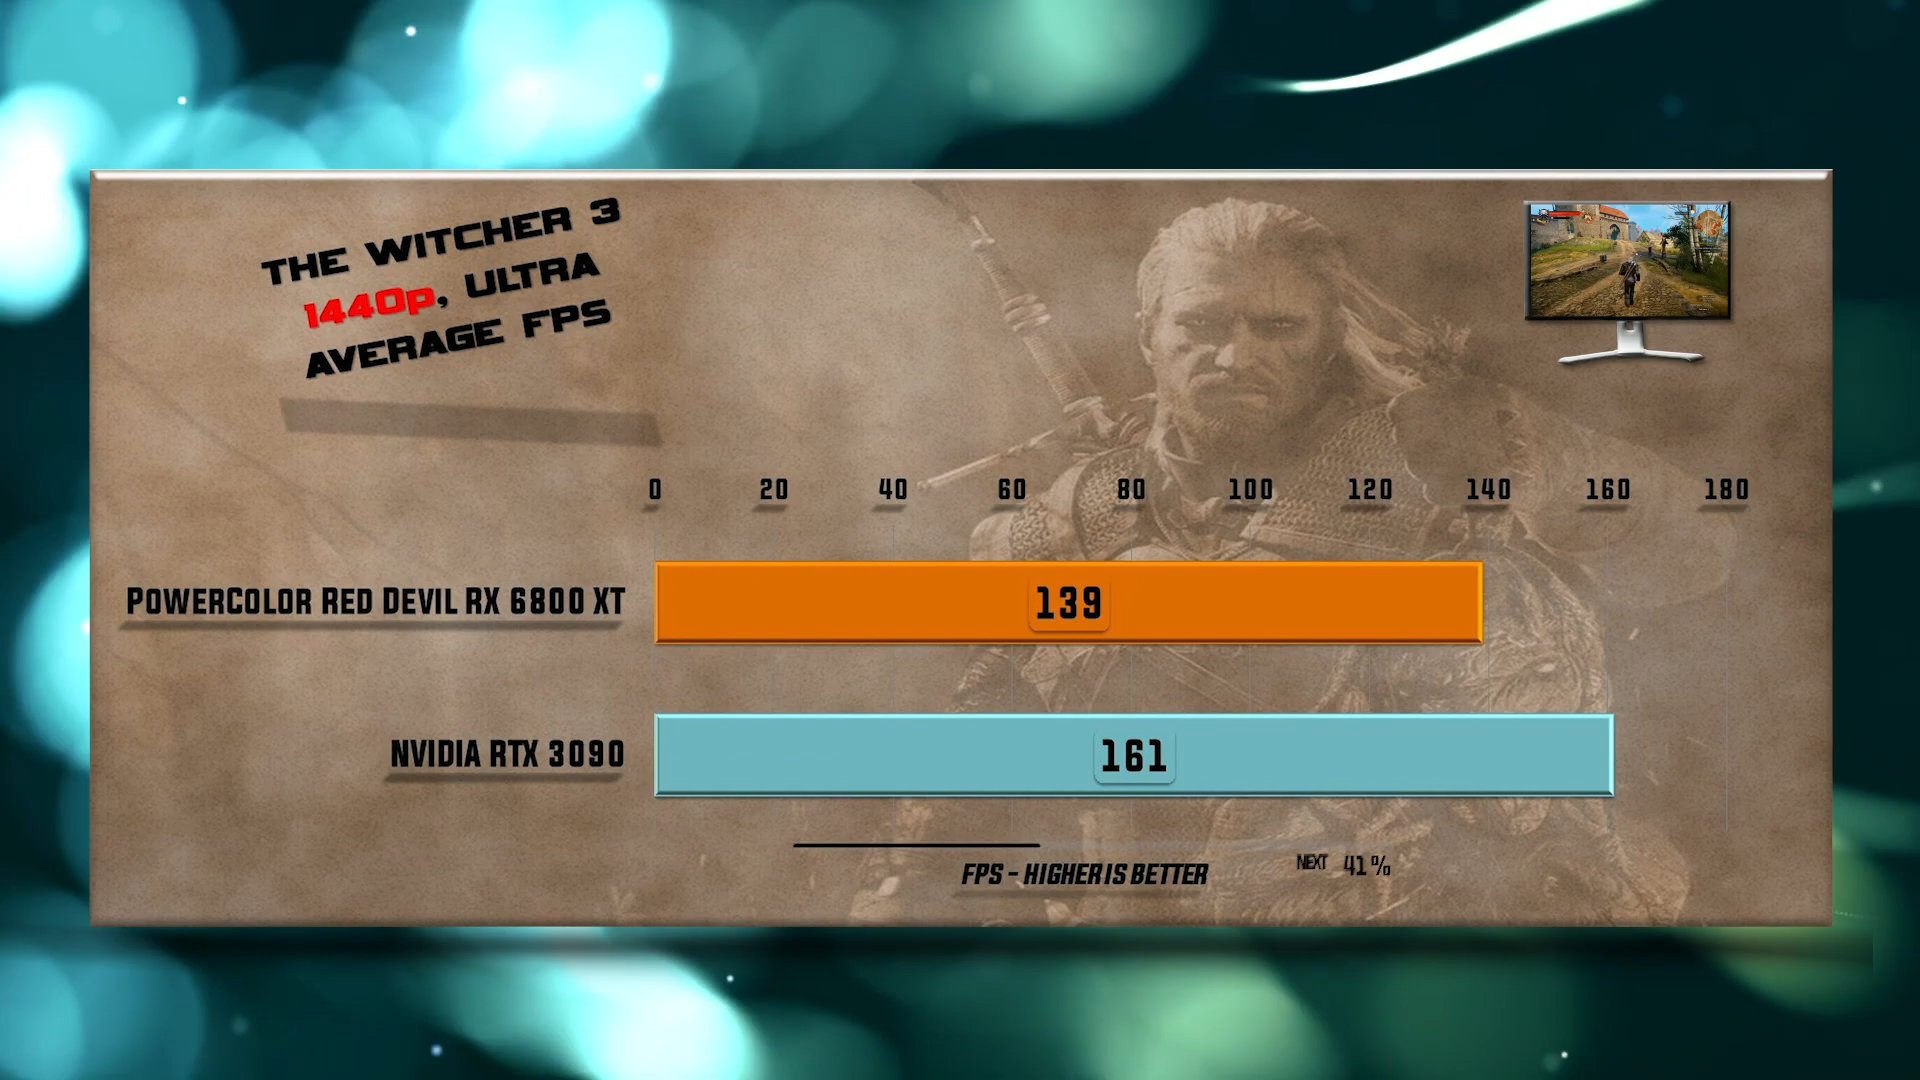 THE WITCHER 3
1440p, ULTRA
AVERAGE FPS
0 20 40 60 80 100 120 140 160 180
POWERCOLOR RED DEVIL RX 6800 XT
139
NVIDIA RTX 3090
161
FPS - HIGHER IS BETTER
NEXT 41%